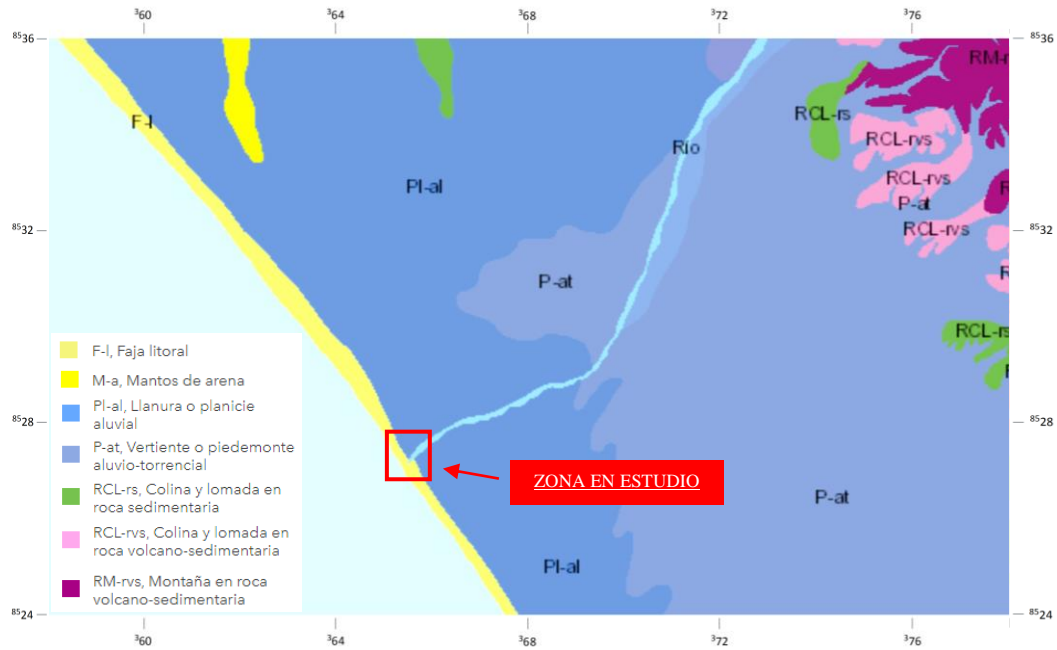 ³60 ³64 ³68 ³72 ³76
⁸⁵36 ⁸⁵36
RM-r
F-l
RCL-rs
Río
RCL-rvs
Pl-al
RCL-rvs
R
P-at
⁸⁵32 RCL-rvs ⁸⁵32
R
P-at
RCL-rs
F-l, Faja litoral
M-a, Mantos de arena
Pl-al, Llanura o planicie
aluvial
⁸⁵28 ⁸⁵28
P-at, Vertiente o piedemonte
aluvio-torrencial
ZONA EN ESTUDIO
RCL-rs, Colina y lomada en
roca sedimentaria
P-at
RCL-rvs, Colina y lomada en
roca volcano-sedimentaria
Pl-al
RM-rvs, Montaña en roca
volcano-sedimentaria
⁸⁵24 ⁸⁵24
³60 ³64 ³68 ³72 ³76